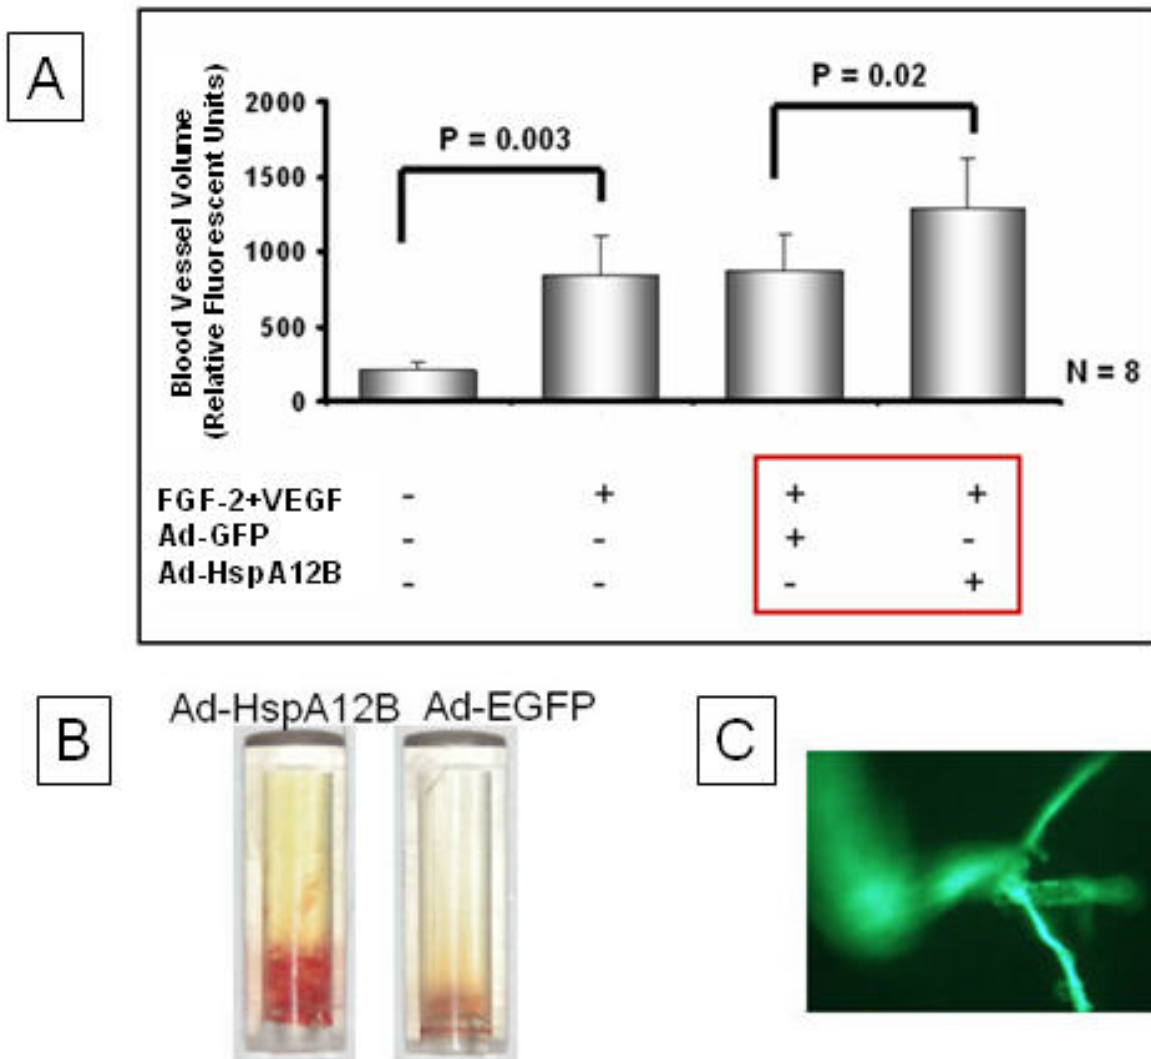 A
P = 0.003
P = 0.02
Blood Vessel Volume
(Relative Fluorescent Units)
2000
1500
1000
500
0
N = 8
FGF-2+VEGF - + + +
Ad-GFP - - + -
Ad-HspA12B - - - +
B
Ad-HspA12B Ad-EGFP
C